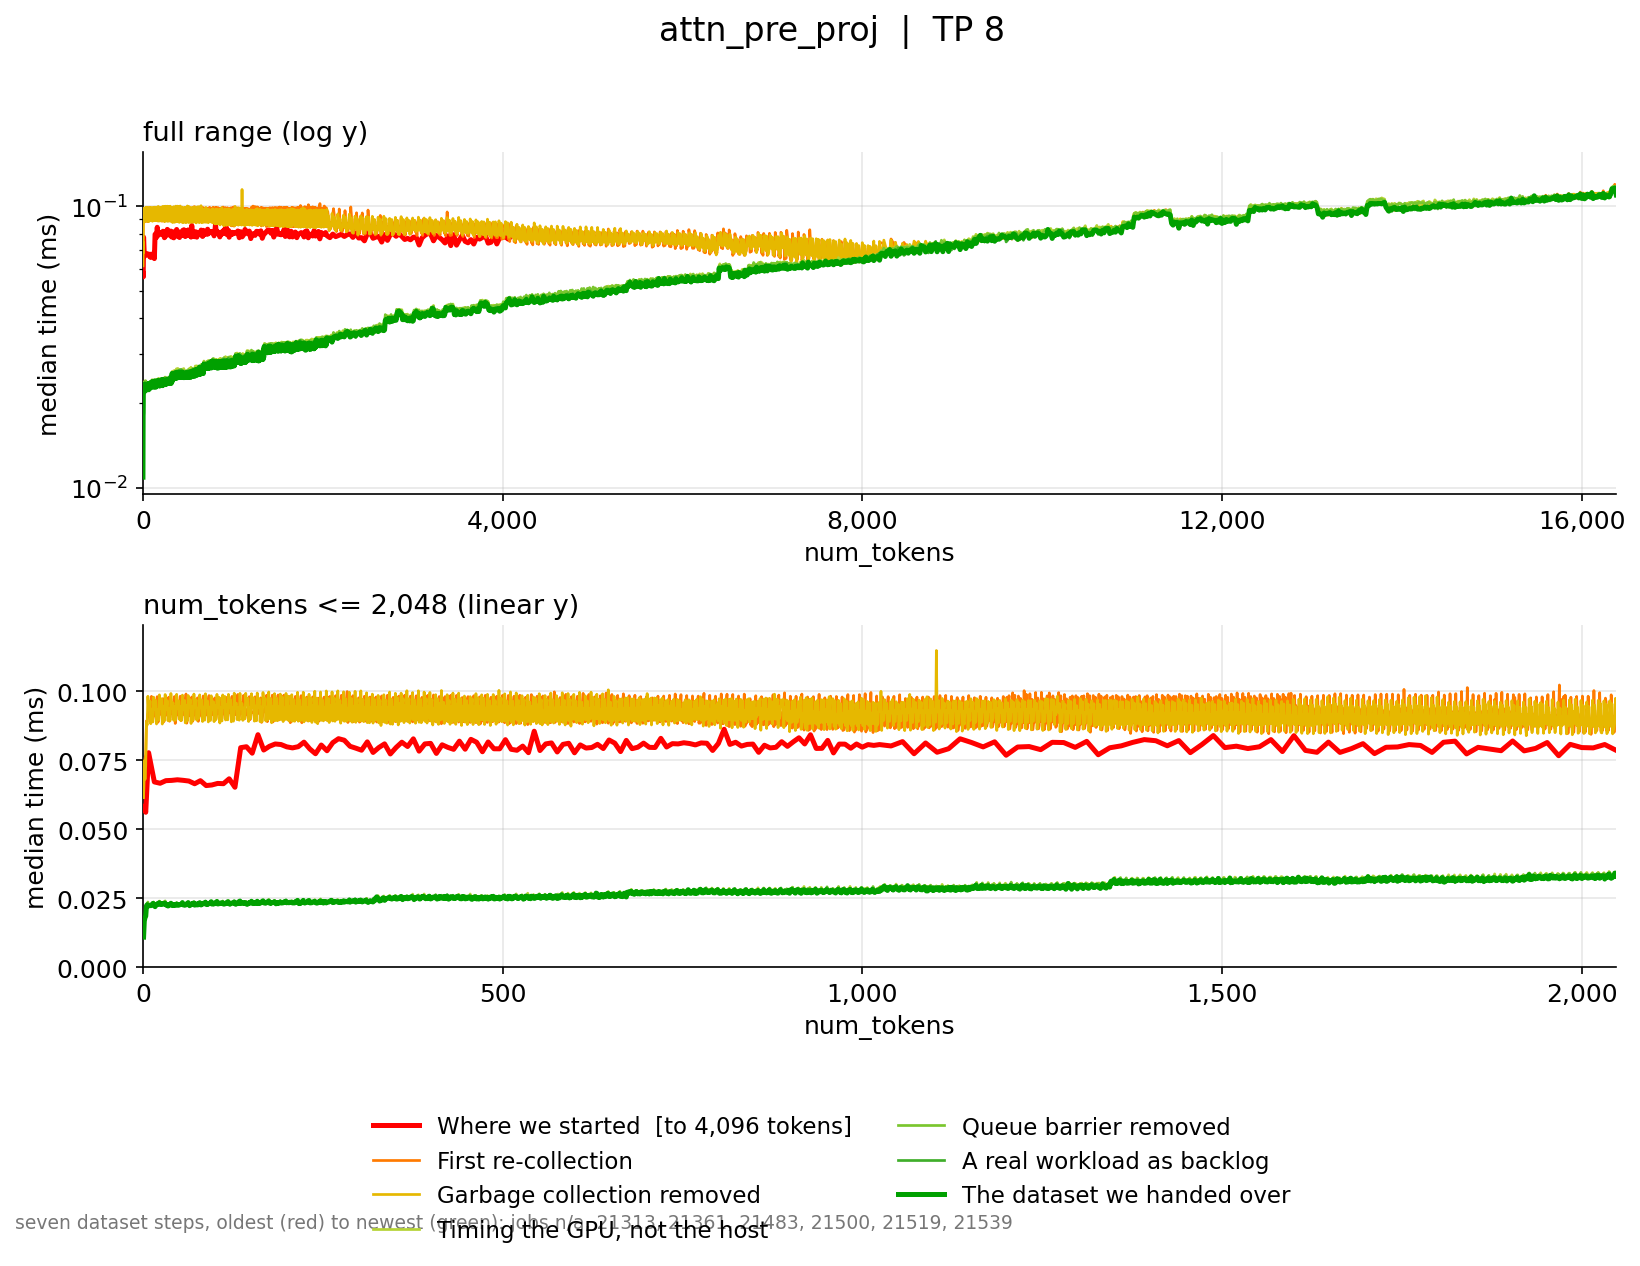 attn_pre_proj | TP 8
full range (log y)
median time (ms)
10⁻¹
10⁻²
0 4,000 8,000 12,000 16,000
num_tokens
num_tokens <= 2,048 (linear y)
median time (ms)
0.100
0.075
0.050
0.025
0.000
0 500 1,000 1,500 2,000
num_tokens
Where we started [to 4,096 tokens]
First re-collection
Garbage collection removed
Timing the GPU, not the host
Queue barrier removed
A real workload as backlog
The dataset we handed over
seven dataset steps, oldest (red) to newest (green); jobs n/a, 21313, 21361, 21483, 21500, 21519, 21539